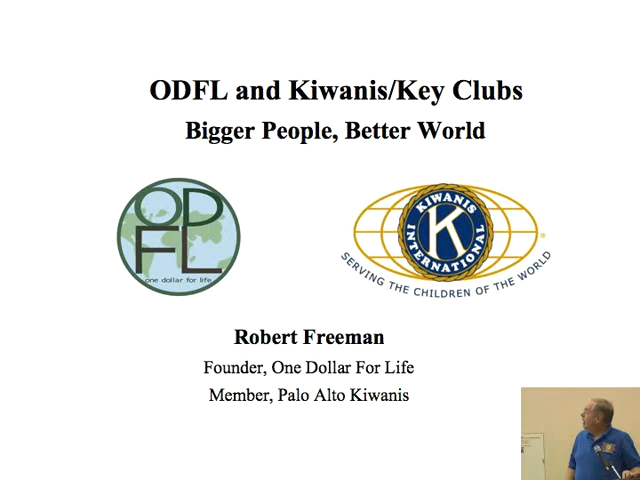 ODFL and Kiwanis/Key Clubs
Bigger People, Better World
ODFL
one dollar for life
KIWANIS
K
INTERNATIONAL
®
SERVING THE CHILDREN OF THE WORLD
Robert Freeman
Founder, One Dollar For Life
Member, Palo Alto Kiwanis